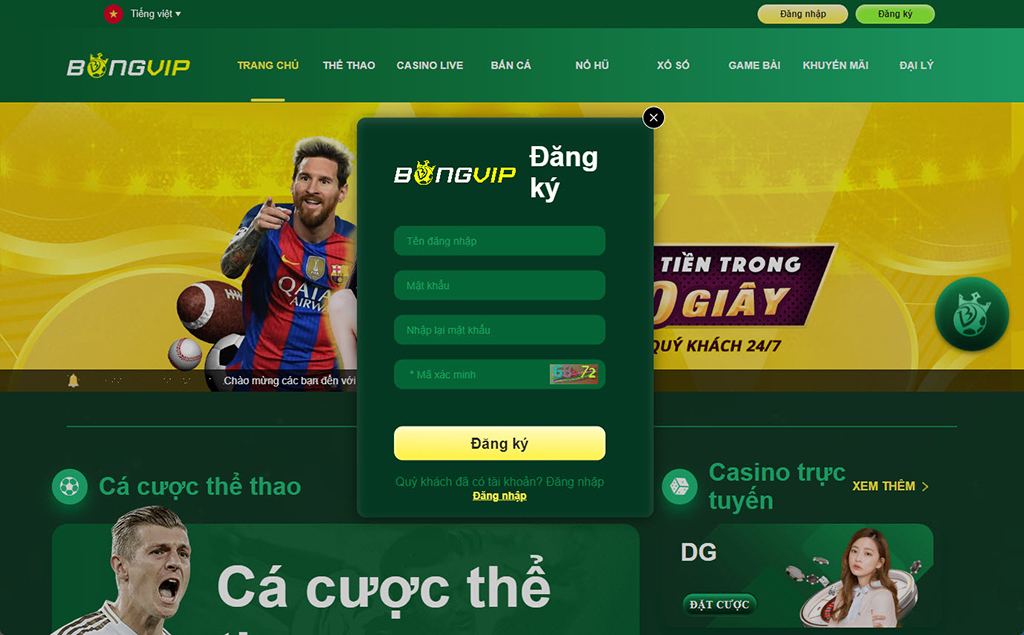 Tiếng việt
Đăng nhập
Đăng ký
BONGVIP
TRANG CHỦ
THỂ THAO
CASINO LIVE
BẮN CÁ
NỔ HŨ
XỔ SỐ
GAME BÀI
KHUYẾN MÃI
ĐẠI LÝ
BONGVIP
Đăng
ký
Tên đăng nhập
Mật khẩu
Nhập lại mật khẩu
* Mã xác minh
Đăng ký
Quý khách đã có tài khoản? Đăng nhập
Đăng nhập
QATAR
AIRW
TIỀN TRONG
GIÂY
QUÝ KHÁCH 24/7
Chào mừng các bạn đến với
Cá cược thể thao
Casino trực
tuyến
XEM THÊM
Cá cược thể
DG
ĐẶT CƯỢC